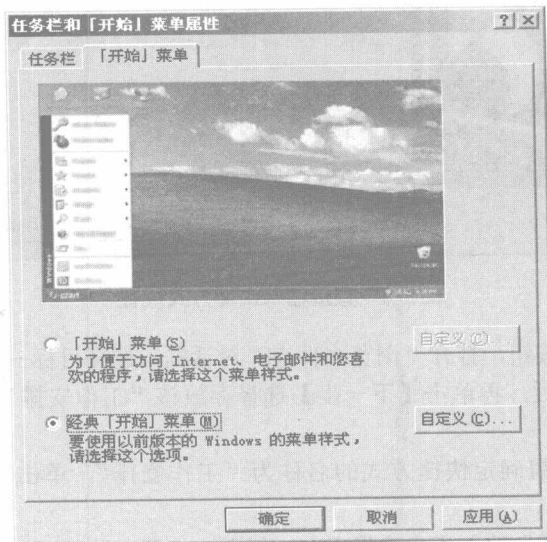 任务栏和「开始」菜单属性
任务栏
「开始」菜单
start
「开始」菜单(S)
自定义(C)...
为了便于访问 Internet、电子邮件和您喜
欢的程序，请选择这个菜单样式。
经典「开始」菜单(M)
自定义(C)...
要使用以前版本的 Windows 的菜单样式，
请选择这个选项。
确定
取消
应用(A)